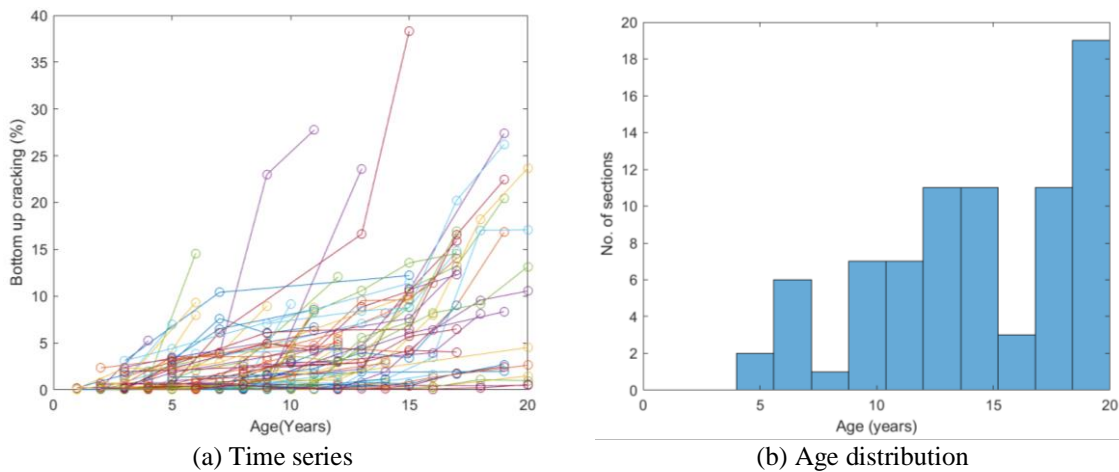 40
35
30
25
20
15
10
5
0
Bottom up cracking (%)
0 5 10 15 20
Age(Years)
(a) Time series
20
18
16
14
12
10
8
6
4
2
0
No. of sections
0 5 10 15 20
Age (years)
(b) Age distribution